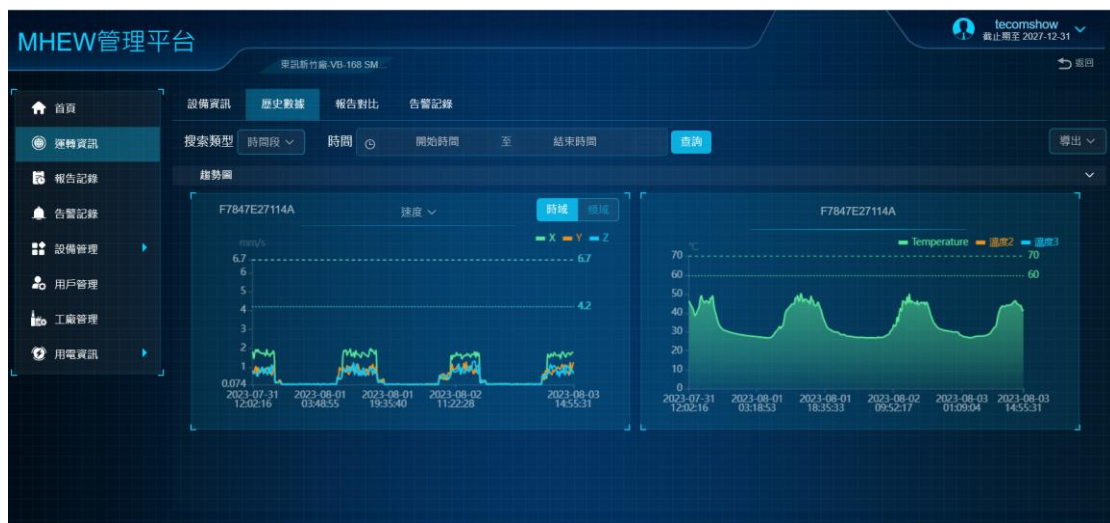 MHEW管理平台
tecomshow
截止期至 2027-12-31
東訊新竹廠-VB-168 SM...
返回
首頁
運轉資訊
報告記錄
告警記錄
設備管理
用戶管理
工廠管理
用電資訊
設備資訊 歷史數據 報告對比 告警記錄
搜索類型 時間段 時間 開始時間 至 結束時間 查詢 導出
趨勢圖
F7847E27114A 速度 時域 頻域
X Y Z
mm/s
6.7 6.7
6
5
4 4.2
3
2
1
0.074
2023-07-31 12:02:16
2023-08-01 03:48:55
2023-08-01 19:35:40
2023-08-02 11:22:28
2023-08-03 14:55:31
F7847E27114A
Temperature 溫度2 溫度3
℃
70 70
60 60
50
40
30
20
10
0
2023-07-31 12:02:16
2023-08-01 03:18:53
2023-08-01 18:35:33
2023-08-02 09:52:17
2023-08-03 01:09:04
2023-08-03 14:55:31